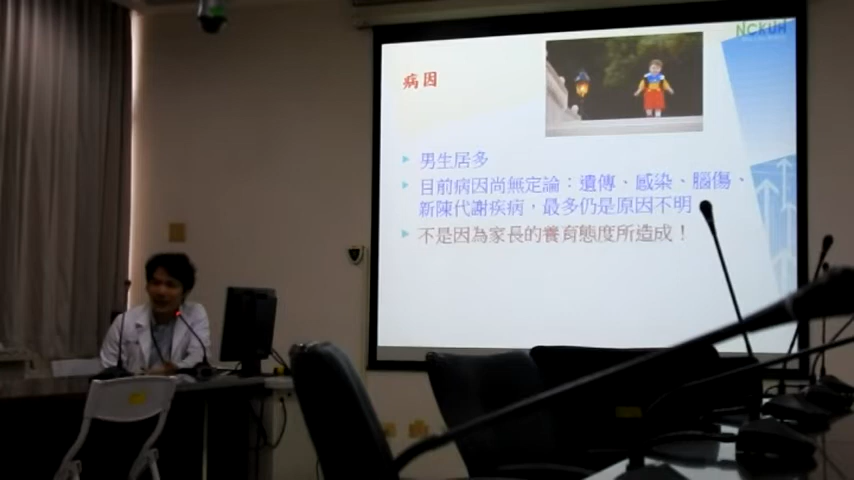 NCKUH
病因
男生居多
目前病因尚無定論：遺傳、感染、腦傷、
新陳代謝疾病，最多仍是原因不明
不是因為家長的養育態度所造成！